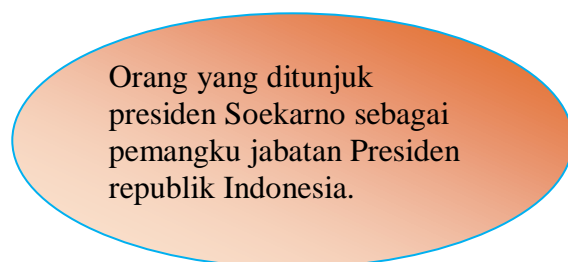 Orang yang ditunjuk
presiden Soekarno sebagai
pemangku jabatan Presiden
republik Indonesia.